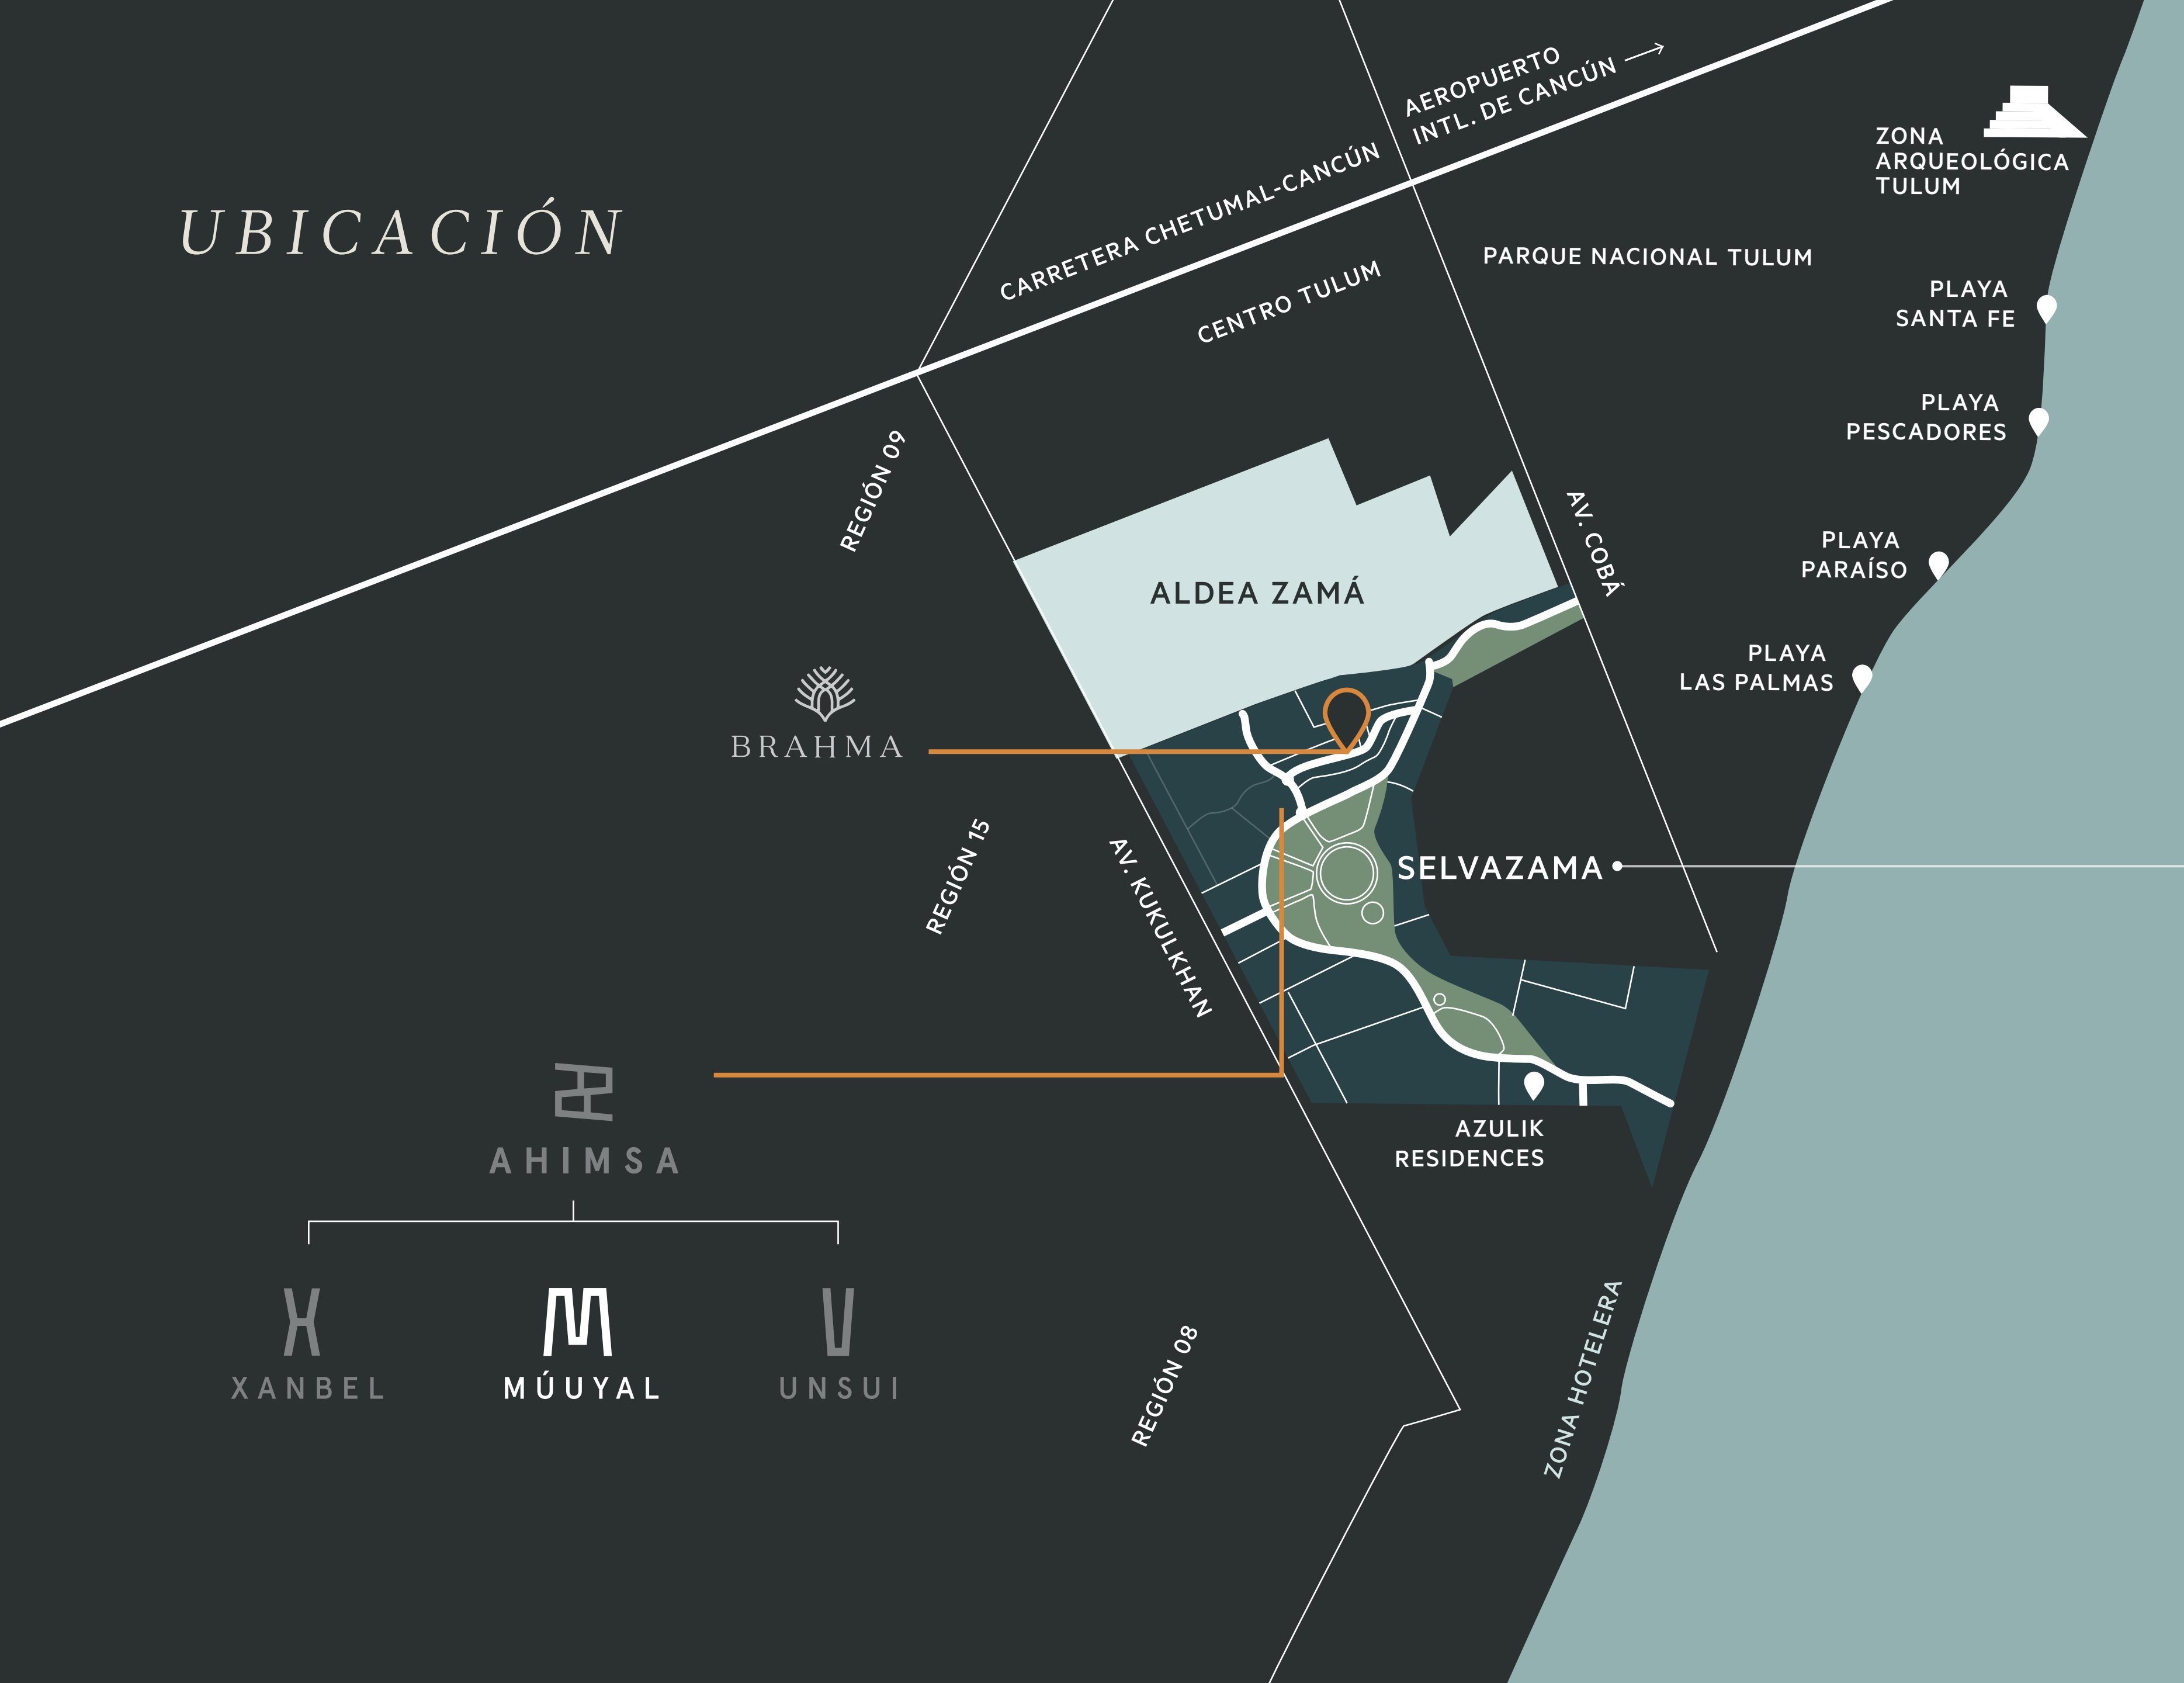 UBICACIÓN
AEROPUERTO
INTL. DE CANCÚN
CARRETERA CHETUMAL-CANCÚN
CENTRO TULUM
ZONA
ARQUEOLÓGICA
TULUM
PARQUE NACIONAL TULUM
PLAYA
SANTA FE
PLAYA
PESCADORES
REGIÓN 09
AV. COBÁ
PLAYA
PARAÍSO
ALDEA ZAMÁ
PLAYA
LAS PALMAS
BRAHMA
REGIÓN 15
AV. KUKULKHAN
SELVAZAMA
AZULIK
RESIDENCES
AHIMSA
XANBEL
MÚUYAL
UNSUI
REGIÓN 08
ZONA HOTELERA